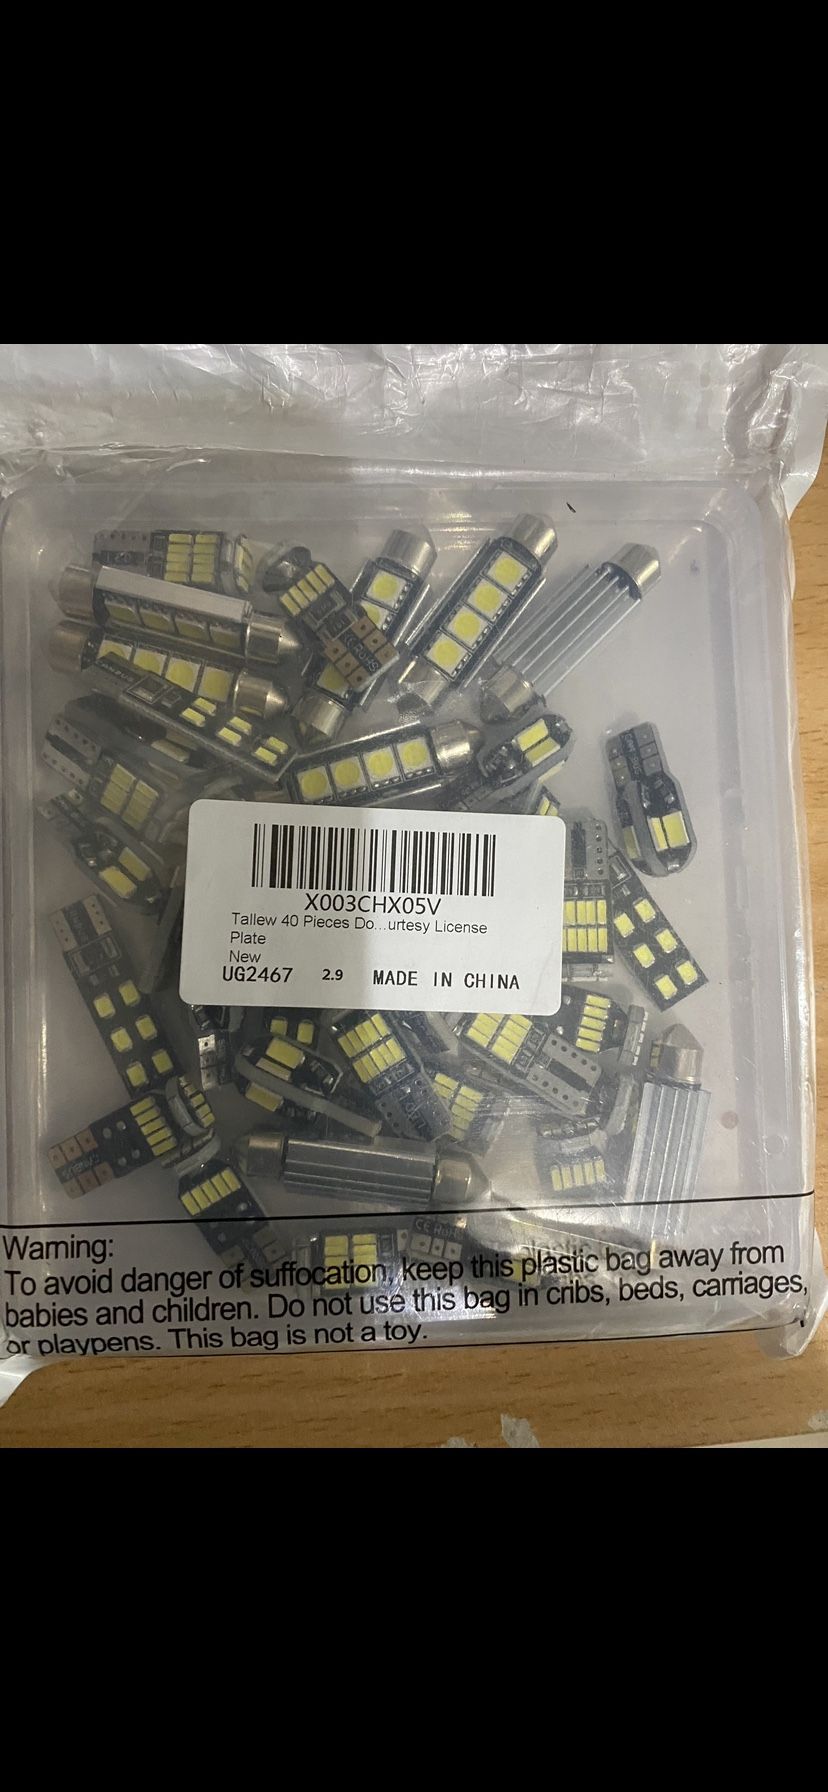 X003CHX05V
Tallew 40 Pieces Do...urtesy License
Plate
New
UG2467 2.9 MADE IN CHINA
Warning:
To avoid danger of suffocation, keep this plastic bag away from
babies and children. Do not use this bag in cribs, beds, carriages,
or playpens. This bag is not a toy.